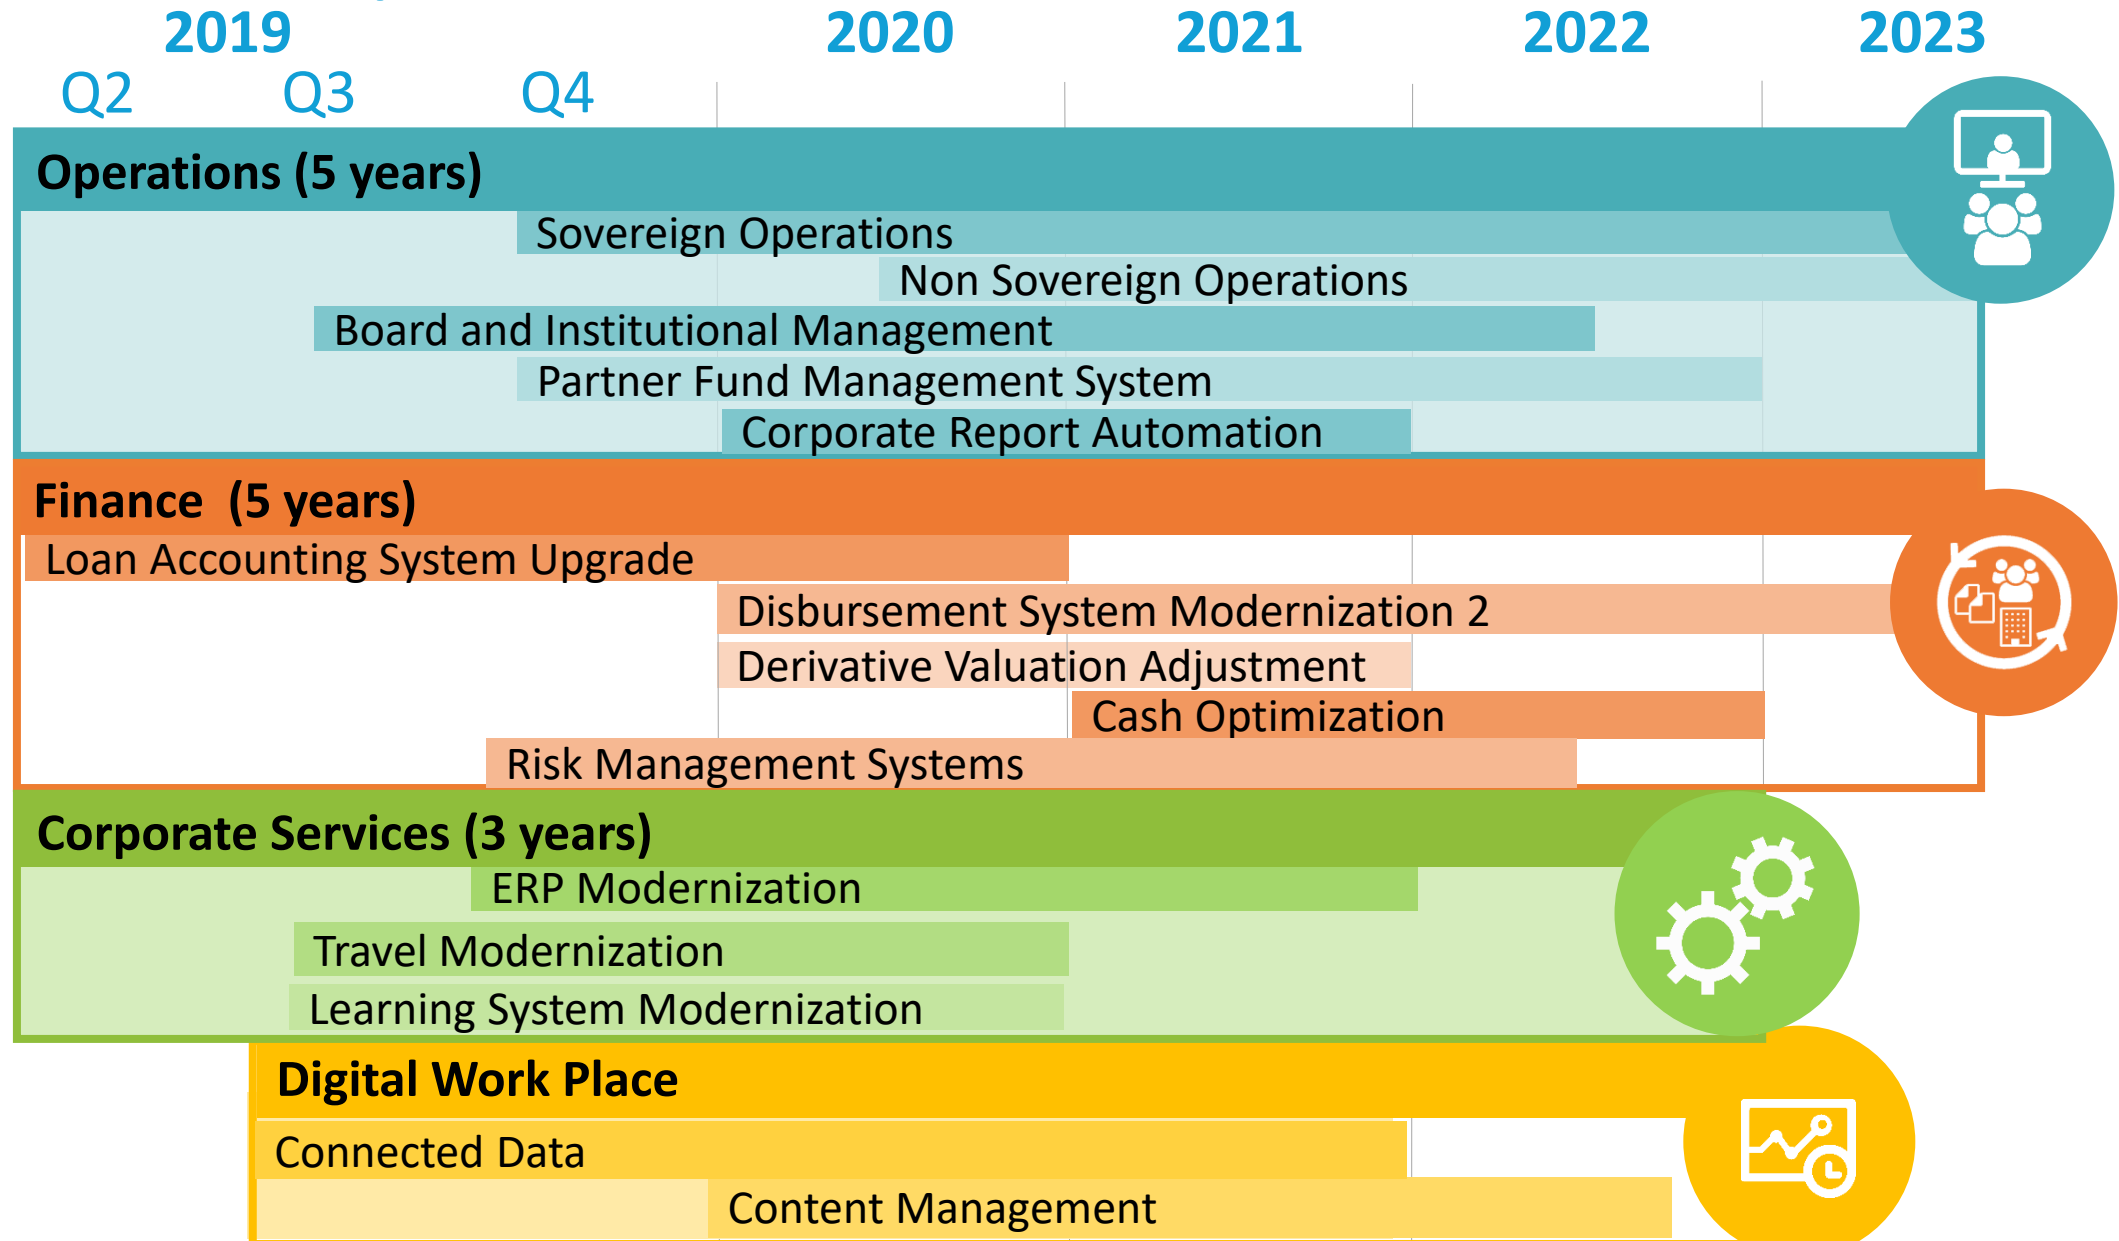 2019 2020 2021 2022 2023
Q2 Q3 Q4
Operations (5 years)
Sovereign Operations
Non Sovereign Operations
Board and Institutional Management
Partner Fund Management System
Corporate Report Automation
Finance (5 years)
Loan Accounting System Upgrade
Disbursement System Modernization 2
Derivative Valuation Adjustment
Cash Optimization
Risk Management Systems
Corporate Services (3 years)
ERP Modernization
Travel Modernization
Learning System Modernization
Digital Work Place
Connected Data
Content Management